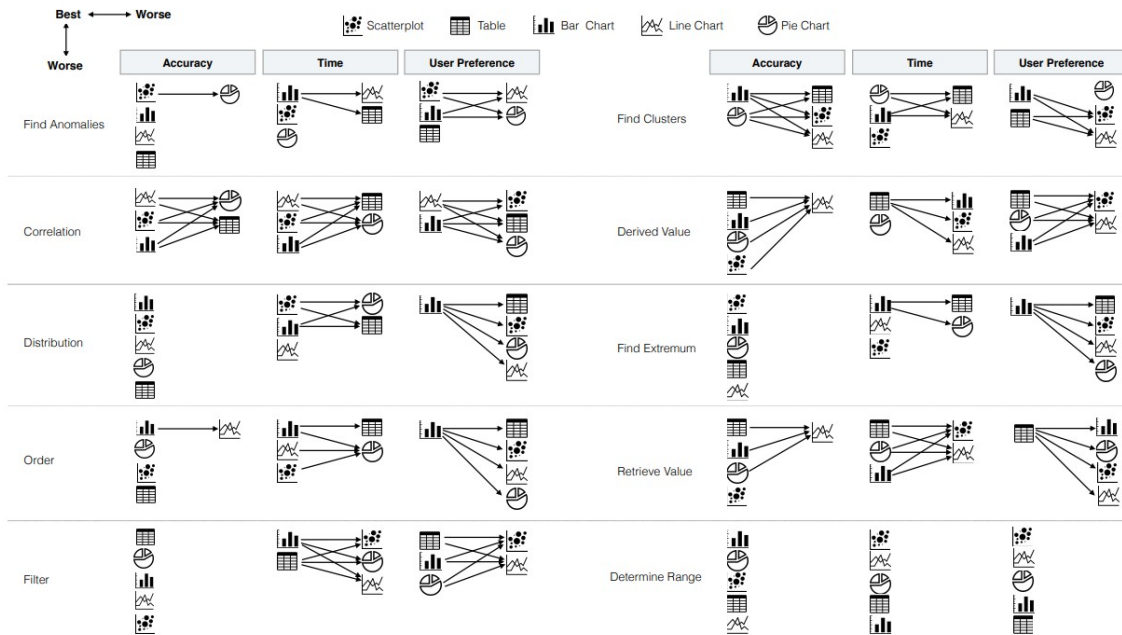 Best Worse
Worse
Scatterplot Table Bar Chart Line Chart Pie Chart
Accuracy Time User Preference Accuracy Time User Preference
Find Anomalies Find Clusters
Correlation Derived Value
Distribution Find Extremum
Order Retrieve Value
Filter Determine Range